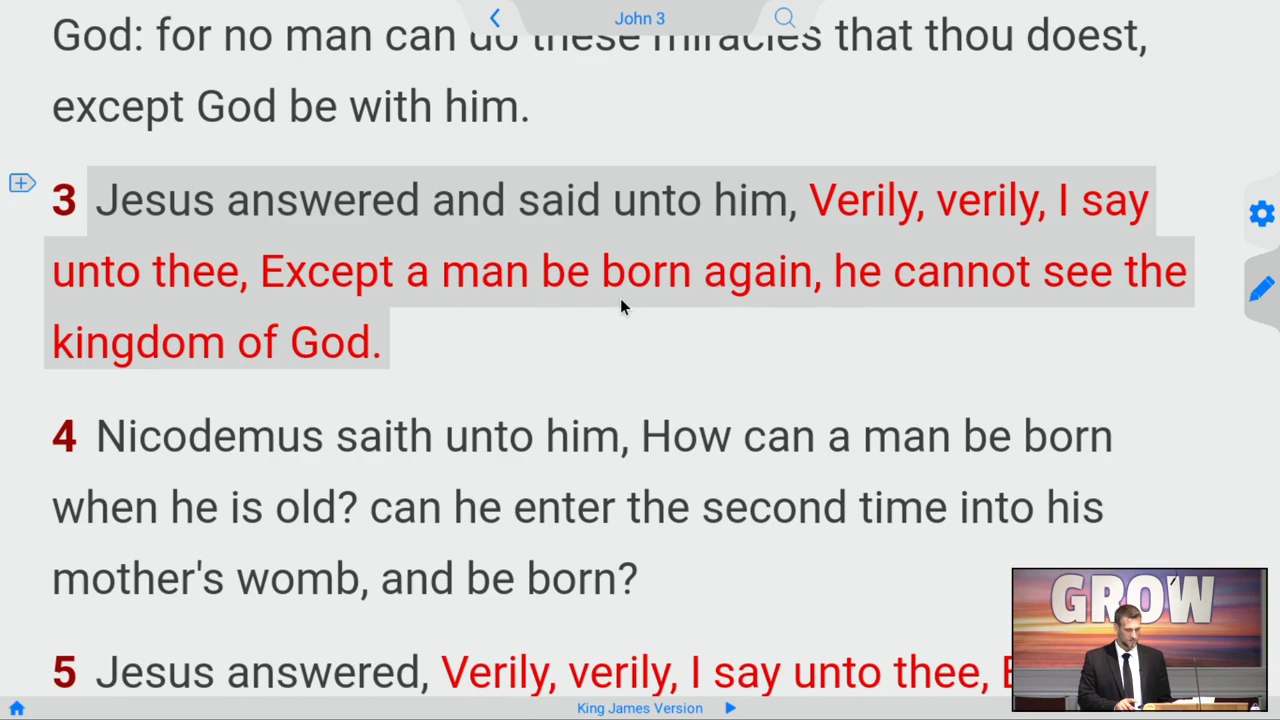 John 3
God: for no man can do these miracles that thou doest,
except God be with him.
3 Jesus answered and said unto him, Verily, verily, I say
unto thee, Except a man be born again, he cannot see the
kingdom of God.
4 Nicodemus saith unto him, How can a man be born
when he is old? can he enter the second time into his
mother's womb, and be born?
5 Jesus answered, Verily, verily, I say unto thee,
GROW
King James Version